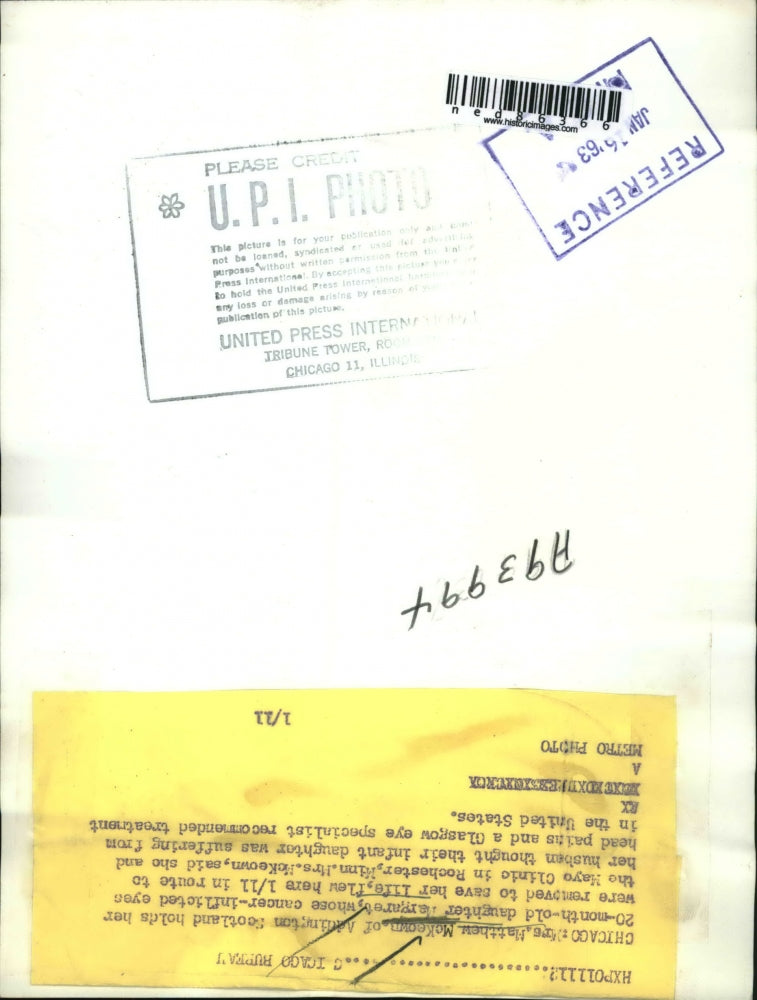 ned86366
www.historicimages.com
REFERENCE
JAN 16 '63
PLEASE CREDIT
U.P.I. PHOTO
This picture is for your publication only and
not be loaned, syndicated or used for advertising
purposes without written permission from the United
Press International. By accepting this picture you
to hold the United Press International
any loss or damage arising by reason of
publication of this picture.
UNITED PRESS INTERNATIONAL
TRIBUNE TOWER, ROOM
CHICAGO 11, ILLINOIS
A93994
HXP011112................C ICAGO BUREAU
CHICAGO: Mrs. Matthew McKeown, of Addington Scotland holds her
20-month-old daughter Margaret, whose cancer-inflicted eyes
were removed to save her life, flew here 1/11 in route to
the Mayo Clinic in Rochester, Minn. Mrs. McKeown, said she and
her husban thought their infant daughter was suffering from
head pains and a Glasgow eye specialist recommended treatment
in the United States.
A
METRO PHOTO
1/11